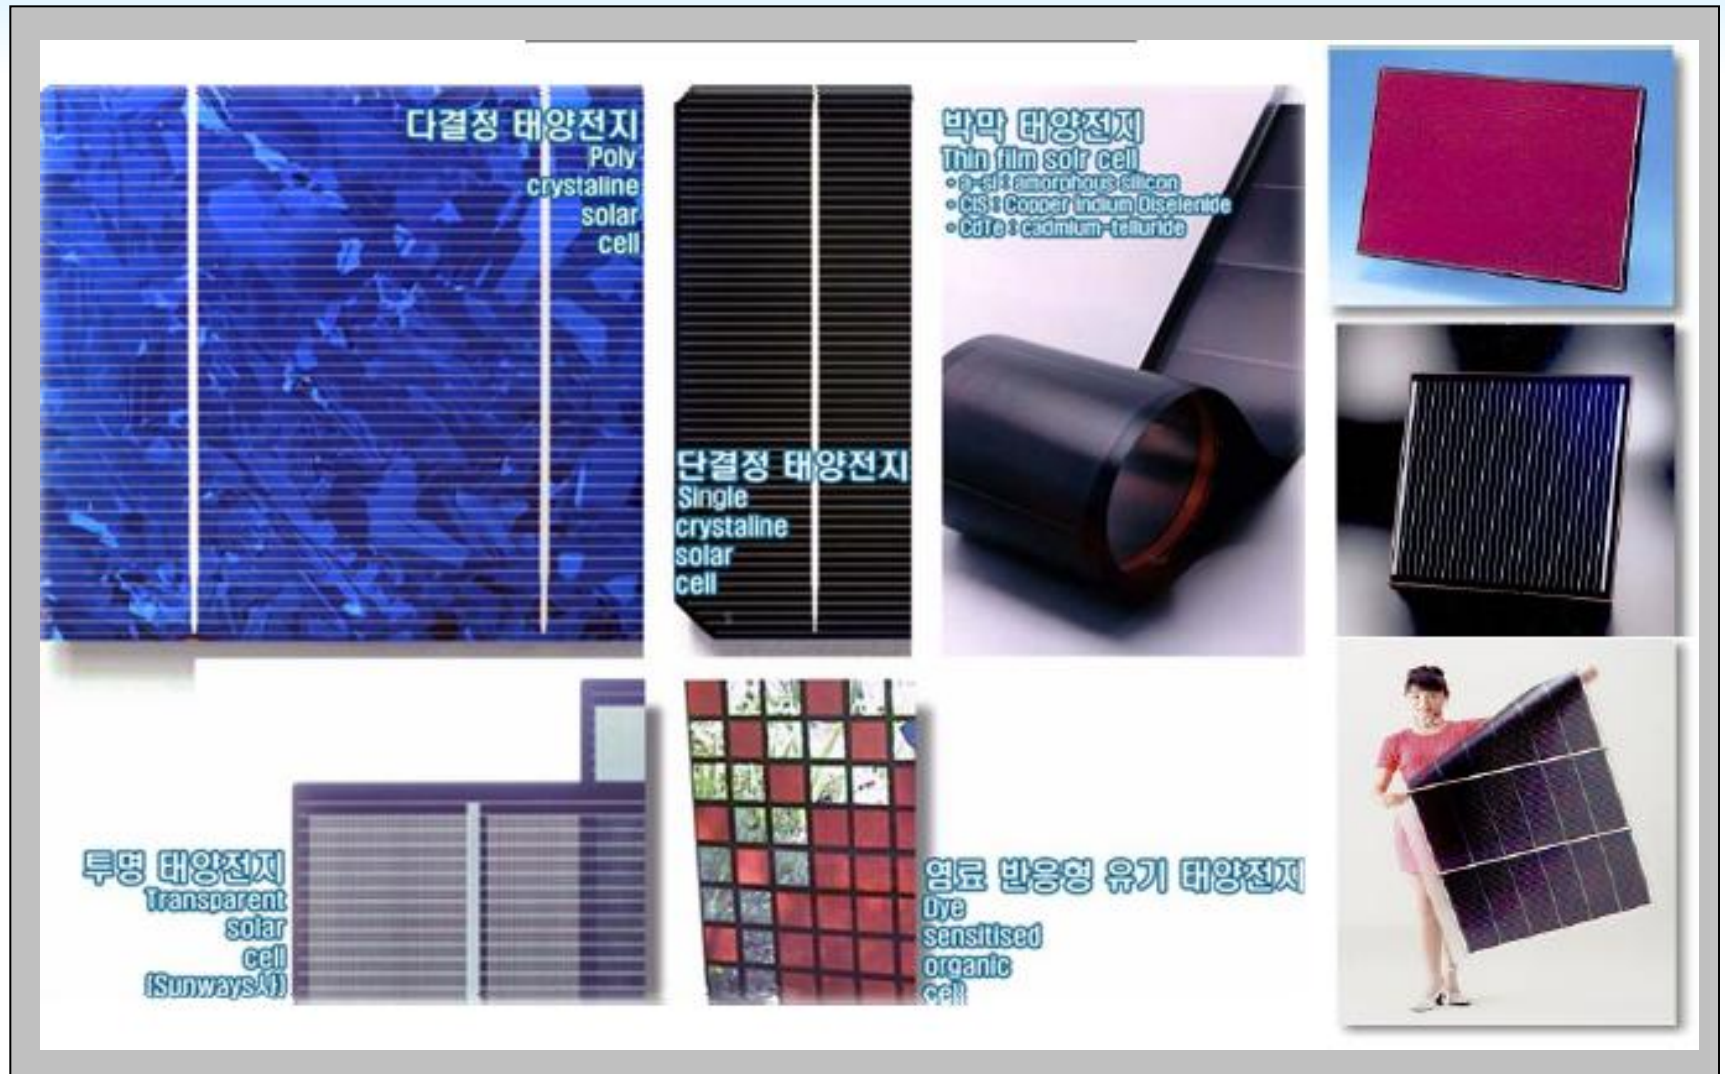 다결정 태양전지
Poly
crystaline
solar
cell
단결정 태양전지
Single
crystaline
solar
cell
박막 태양전지
Thin film solr cell
•a-si : amorphous silicon
•CIS : Copper Indium Diselenide
•CdTe : cadmium-telluride
투명 태양전지
Transparent
solar
cell
(Sunways사)
염료 반응형 유기 태양전지
Dye
sensitised
organic
cell